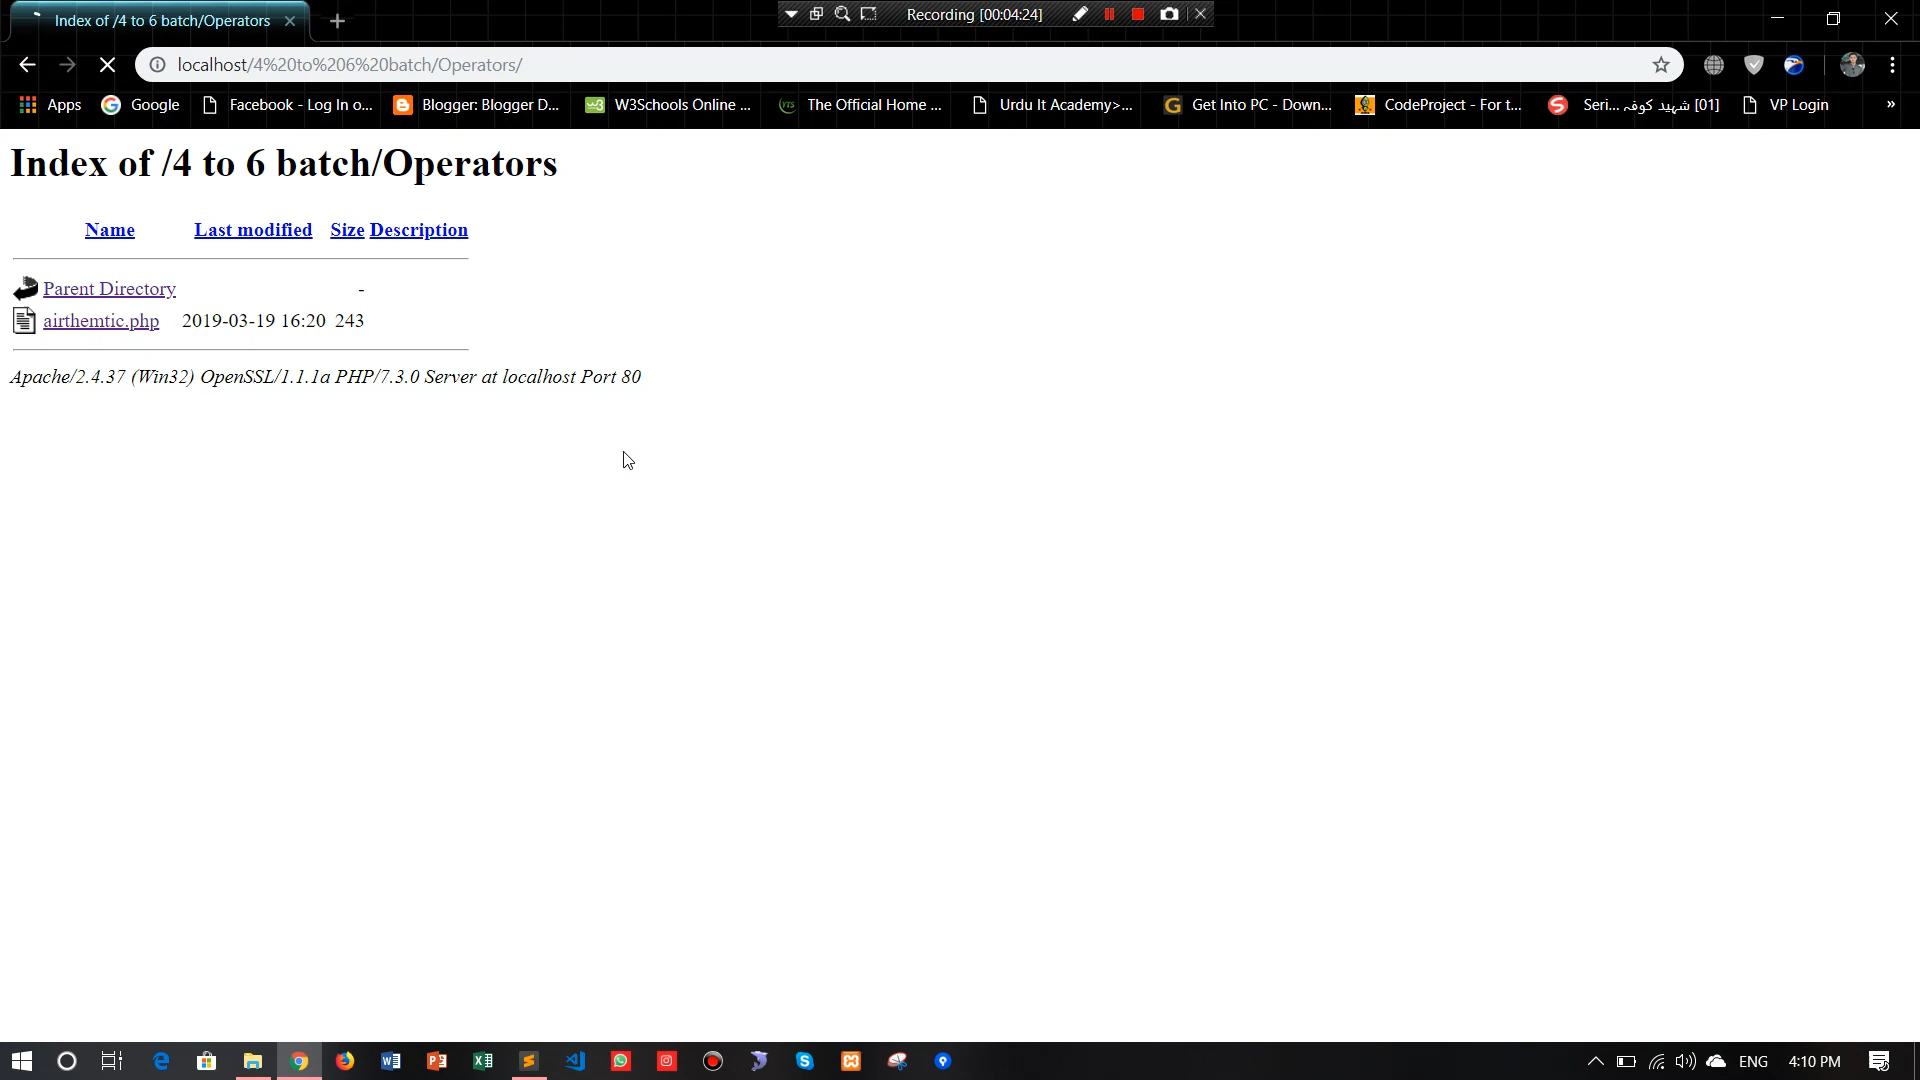 Index of /4 to 6 batch/Operators
Recording [00:04:24]
localhost/4%20to%206%20batch/Operators/
Apps Google Facebook - Log In o... Blogger: Blogger D... W3Schools Online ... YTS The Official Home ... Urdu It Academy>... Get Into PC - Down... CodeProject - For t... Seri... شہید کوفہ [01] VP Login »
Index of /4 to 6 batch/Operators
Name Last modified Size Description
Parent Directory -
airthemtic.php 2019-03-19 16:20 243
Apache/2.4.37 (Win32) OpenSSL/1.1.1a PHP/7.3.0 Server at localhost Port 80
ENG 4:10 PM